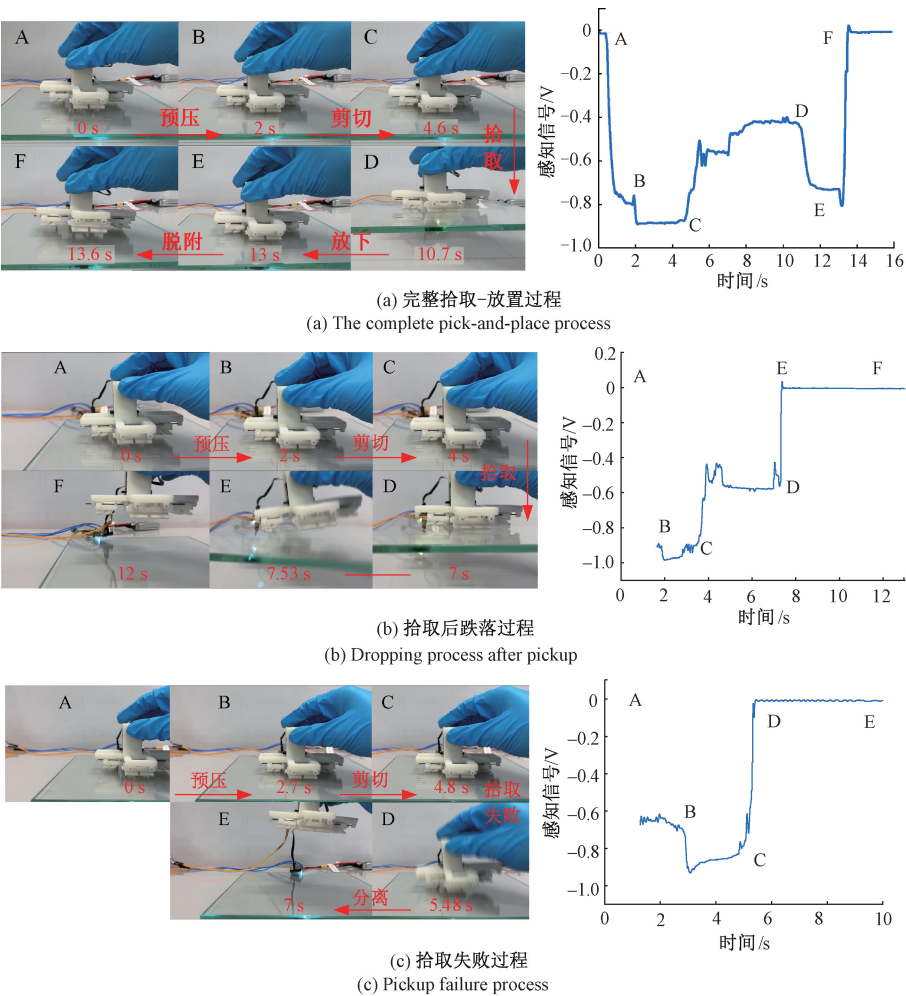 A
B
C
0 s
预压
2 s
剪切
4.6 s
拾
取
F
E
D
13.6 s
脱附
13 s
放下
10.7 s
感知信号/V
0
−0.2
−0.4
−0.6
−0.8
−1.0
A
B
C
D
E
F
0 2 4 6 8 10 12 14 16
时间/s
(a) 完整拾取-放置过程
(a) The complete pick-and-place process
A
B
C
0 s
预压
2 s
剪切
4 s
拾取
F
E
D
12 s
7.53 s
7 s
感知信号/V
0.2
0
−0.2
−0.4
−0.6
−0.8
−1.0
A
B
C
D
E
F
0 2 4 6 8 10 12
时间/s
(b) 拾取后跌落过程
(b) Dropping process after pickup
A
B
C
0 s
预压
2.7 s
剪切
4.8 s
拾取
失败
E
D
7 s
分离
5.48 s
感知信号/V
0
−0.2
−0.4
−0.6
−0.8
−1.0
A
B
C
D
E
0 2 4 6 8 10
时间/s
(c) 拾取失败过程
(c) Pickup failure process